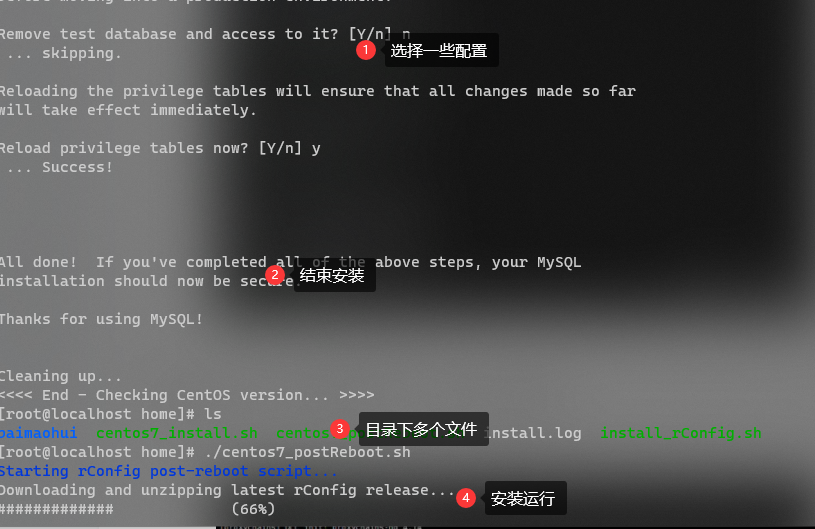 Remove test database and access to it? [Y/n] n
1 选择一些配置
... skipping.
Reloading the privilege tables will ensure that all changes made so far
will take effect immediately.
Reload privilege tables now? [Y/n] y
... Success!
All done! If you've completed all of the above steps, your MySQL
2 结束安装
installation should now be secure.
Thanks for using MySQL!
Cleaning up...
<<<< End - Checking CentOS version... >>>>
[root@localhost home]# ls
baimaohui centos7_install.sh install.log install_rConfig.sh
3 目录下多个文件
[root@localhost home]# ./centos7_postReboot.sh
Starting rConfig post-reboot script...
Downloading and unzipping latest rConfig release...
4 安装运行
############# (66%)